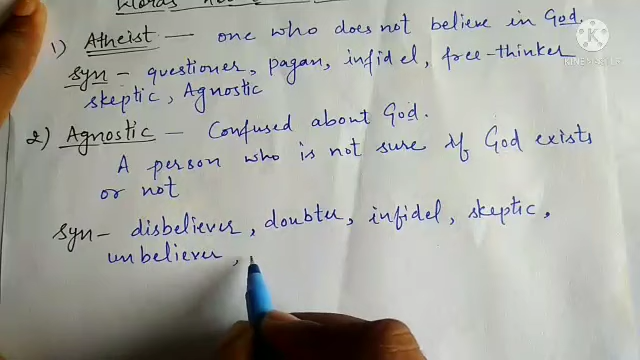 1) Atheist — one who does not believe in God.
syn - questioner, pagan, infidel, free-thinker
skeptic, Agnostic
2) Agnostic — Confused about God.
A person who is not sure if God exists
or not
syn - disbeliever, doubter, infidel, skeptic,
unbeliever,